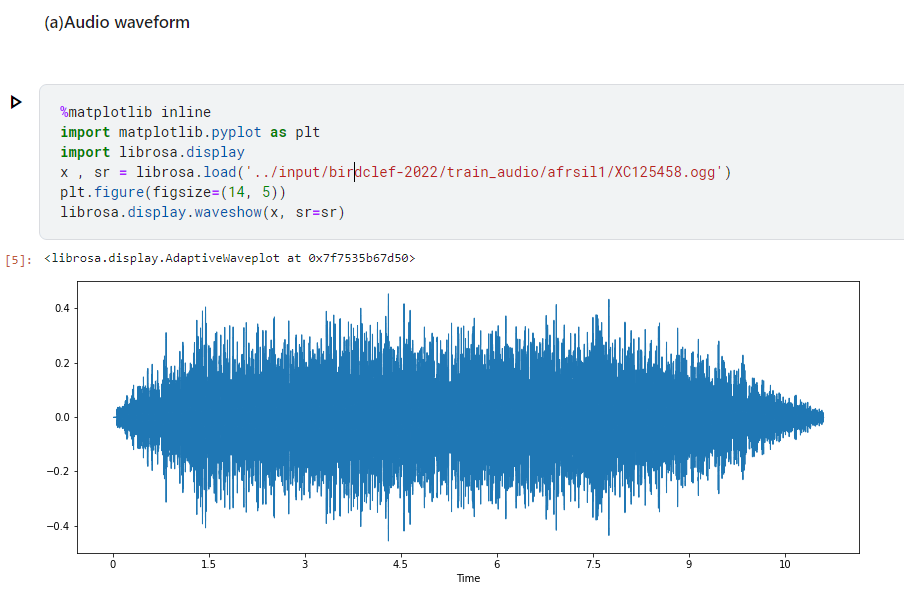 (a)Audio waveform
%matplotlib inline
import matplotlib.pyplot as plt
import librosa.display
x , sr = librosa.load('../input/birdclef-2022/train_audio/afrsil1/XC125458.ogg')
plt.figure(figsize=(14, 5))
librosa.display.waveshow(x, sr=sr)
[5]: <librosa.display.AdaptiveWaveplot at 0x7f7535b67d50>
0.4
0.2
0.0
−0.2
−0.4
0 1.5 3 4.5 6 7.5 9 10
Time